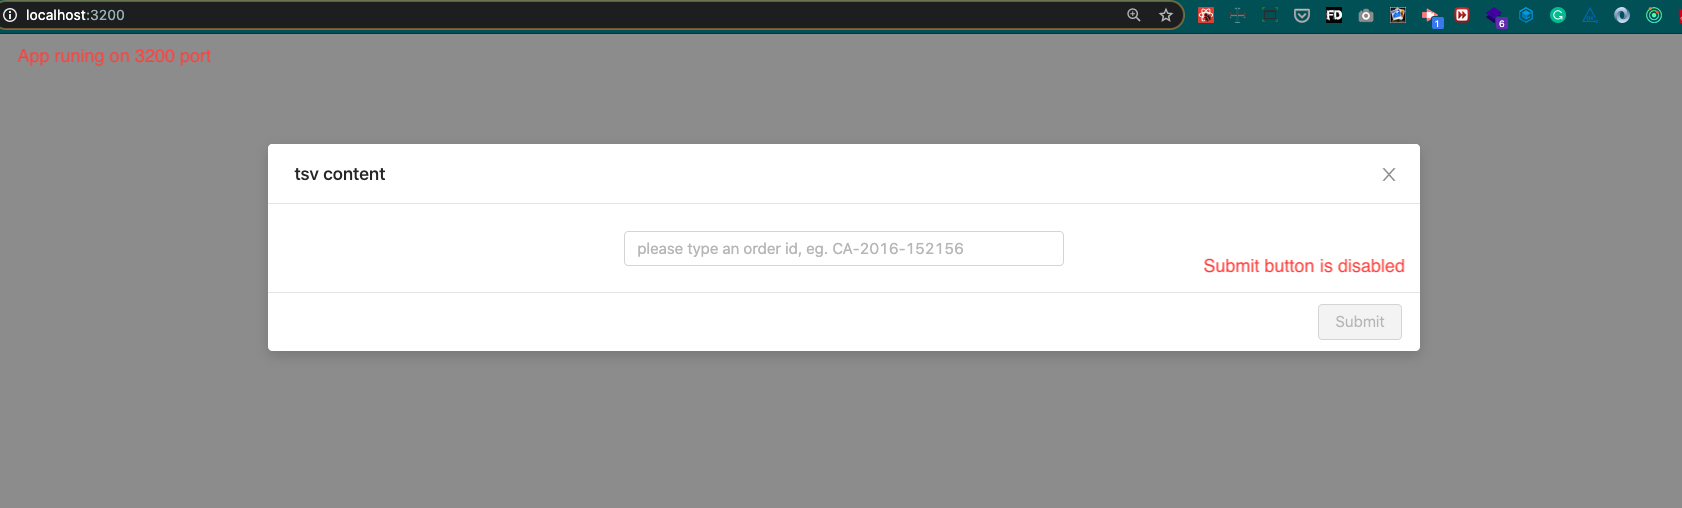 localhost:3200
FD
1
6
G
App runing on 3200 port
tsv content
please type an order id, eg. CA-2016-152156
Submit button is disabled
Submit